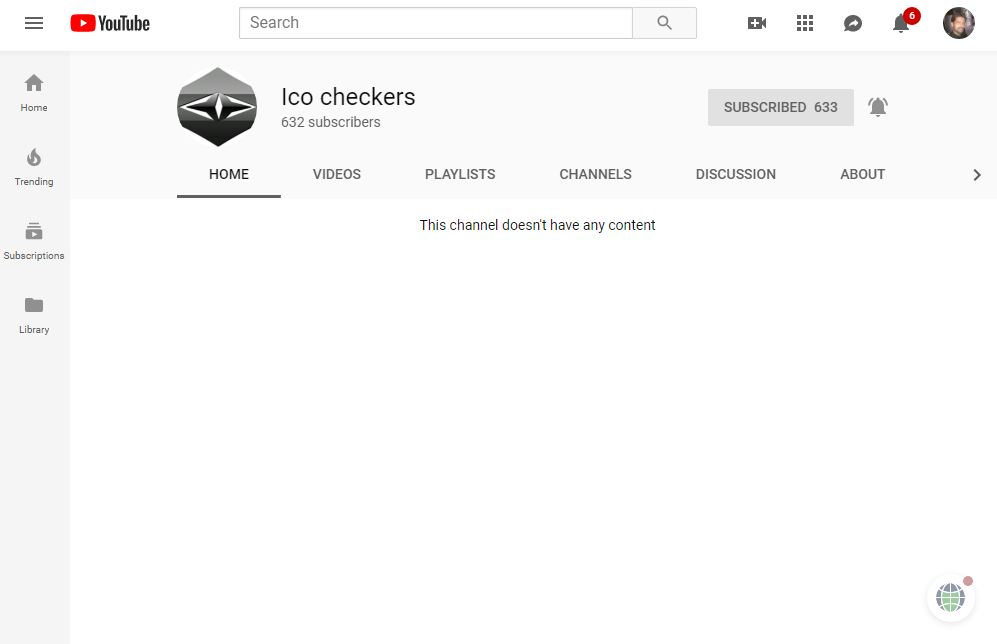 YouTube
Search
6
Home
Trending
Subscriptions
Library
Ico checkers
632 subscribers
SUBSCRIBED 633
HOME VIDEOS PLAYLISTS CHANNELS DISCUSSION ABOUT
This channel doesn't have any content